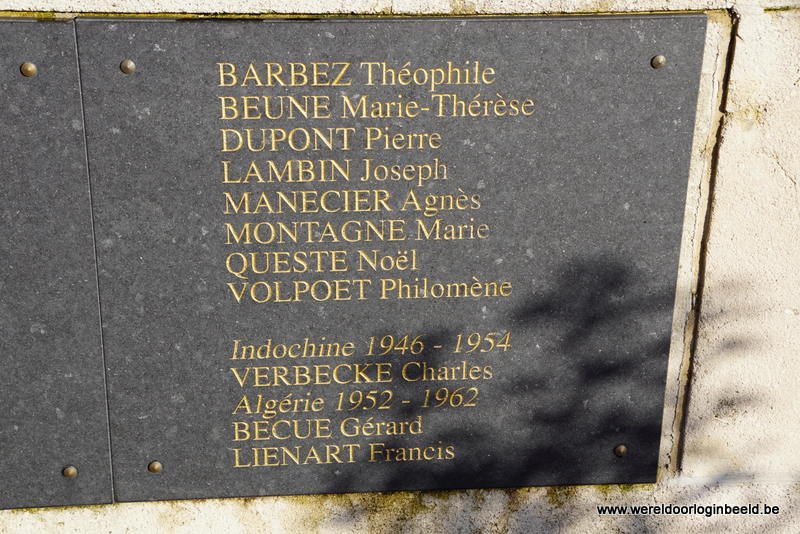 BARBEZ Théophile
BEUNE Marie-Thérèse
DUPONT Pierre
LAMBIN Joseph
MANECIER Agnès
MONTAGNE Marie
QUESTE Noël
VOLPOET Philomène
Indochine 1946 - 1954
VERBECKE Charles
Algérie 1952 - 1962
BECUE Gérard
LIENART Francis
www.wereldoorloginbeeld.be